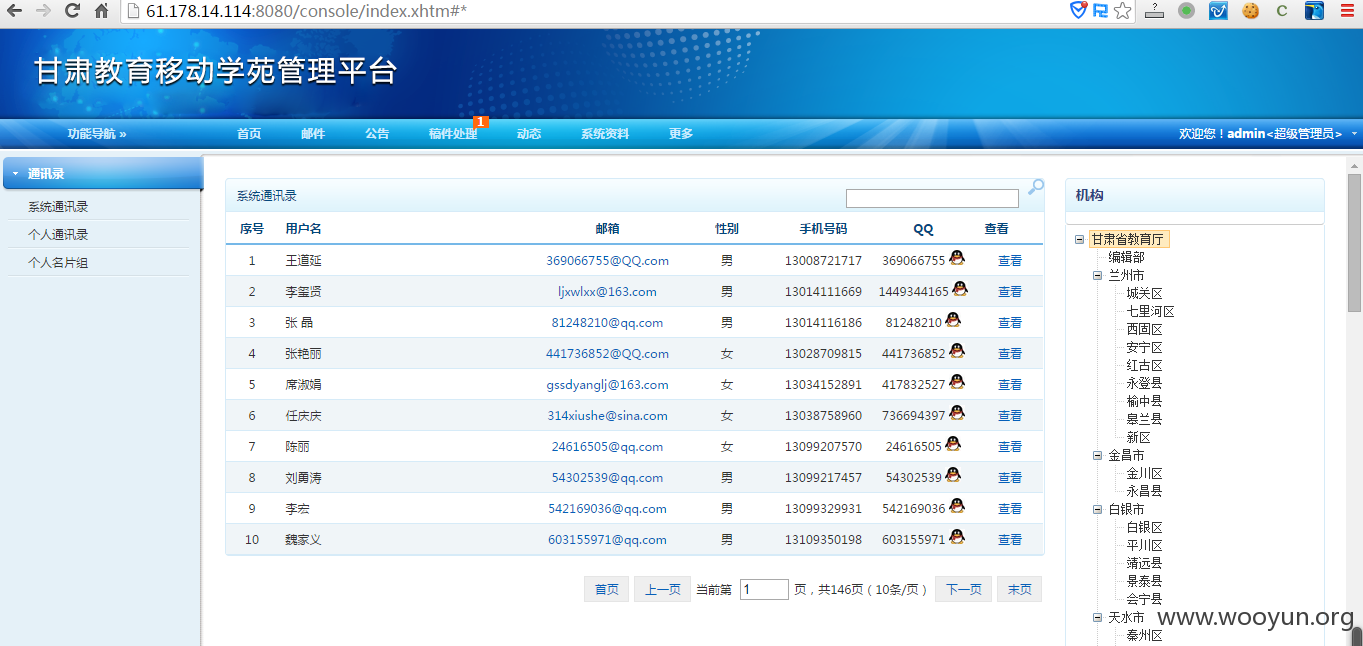 61.178.14.114:8080/console/index.xhtm#*
甘肃教育移动学苑管理平台
功能导航 » 首页 邮件 公告 稿件处理 1 动态 系统资料 更多 欢迎您！admin<超级管理员>
通讯录
系统通讯录
个人通讯录
个人名片组
系统通讯录
序号 用户名 邮箱 性别 手机号码 QQ 查看
1 王道延 369066755@QQ.com 男 13008721717 369066755 查看
2 李玺贤 ljxwlxx@163.com 男 13014111669 1449344165 查看
3 张 晶 81248210@qq.com 男 13014116186 81248210 查看
4 张艳丽 441736852@QQ.com 女 13028709815 441736852 查看
5 席淑娟 gssdyanglj@163.com 女 13034152891 417832527 查看
6 任庆庆 314xiushe@sina.com 女 13038758960 736694397 查看
7 陈丽 24616505@qq.com 女 13099207570 24616505 查看
8 刘勇涛 54302539@qq.com 男 13099217457 54302539 查看
9 李宏 542169036@qq.com 男 13099329931 542169036 查看
10 魏家义 603155971@qq.com 男 13109350198 603155971 查看
首页 上一页 当前第 1 页，共146页（10条/页） 下一页 末页
机构
甘肃省教育厅
编辑部
兰州市
城关区
七里河区
西固区
安宁区
红古区
永登县
榆中县
皋兰县
新区
金昌市
金川区
永昌县
白银市
白银区
平川区
靖远县
景泰县
会宁县
天水市
秦州区
www.wooyun.org